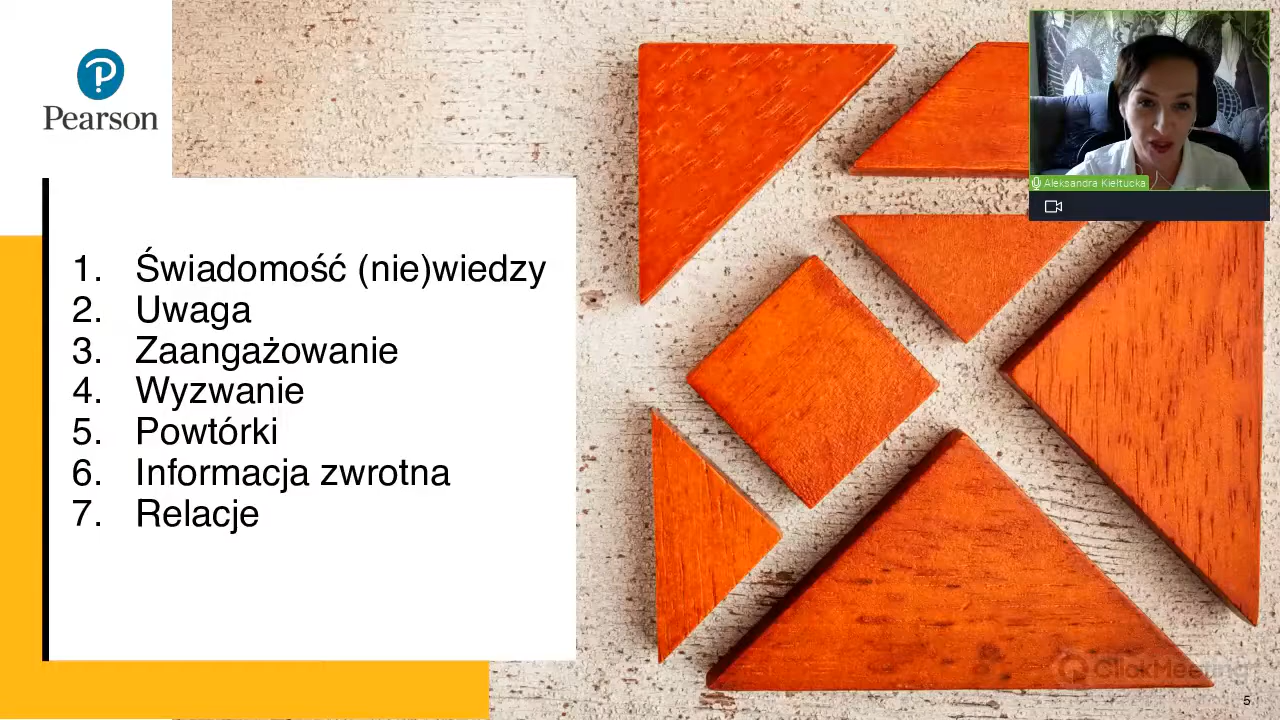 Pearson
Aleksandra Kiełtucka
1. Świadomość (nie)wiedzy
2. Uwaga
3. Zaangażowanie
4. Wyzwanie
5. Powtórki
6. Informacja zwrotna
7. Relacje
ClickMeeting
5